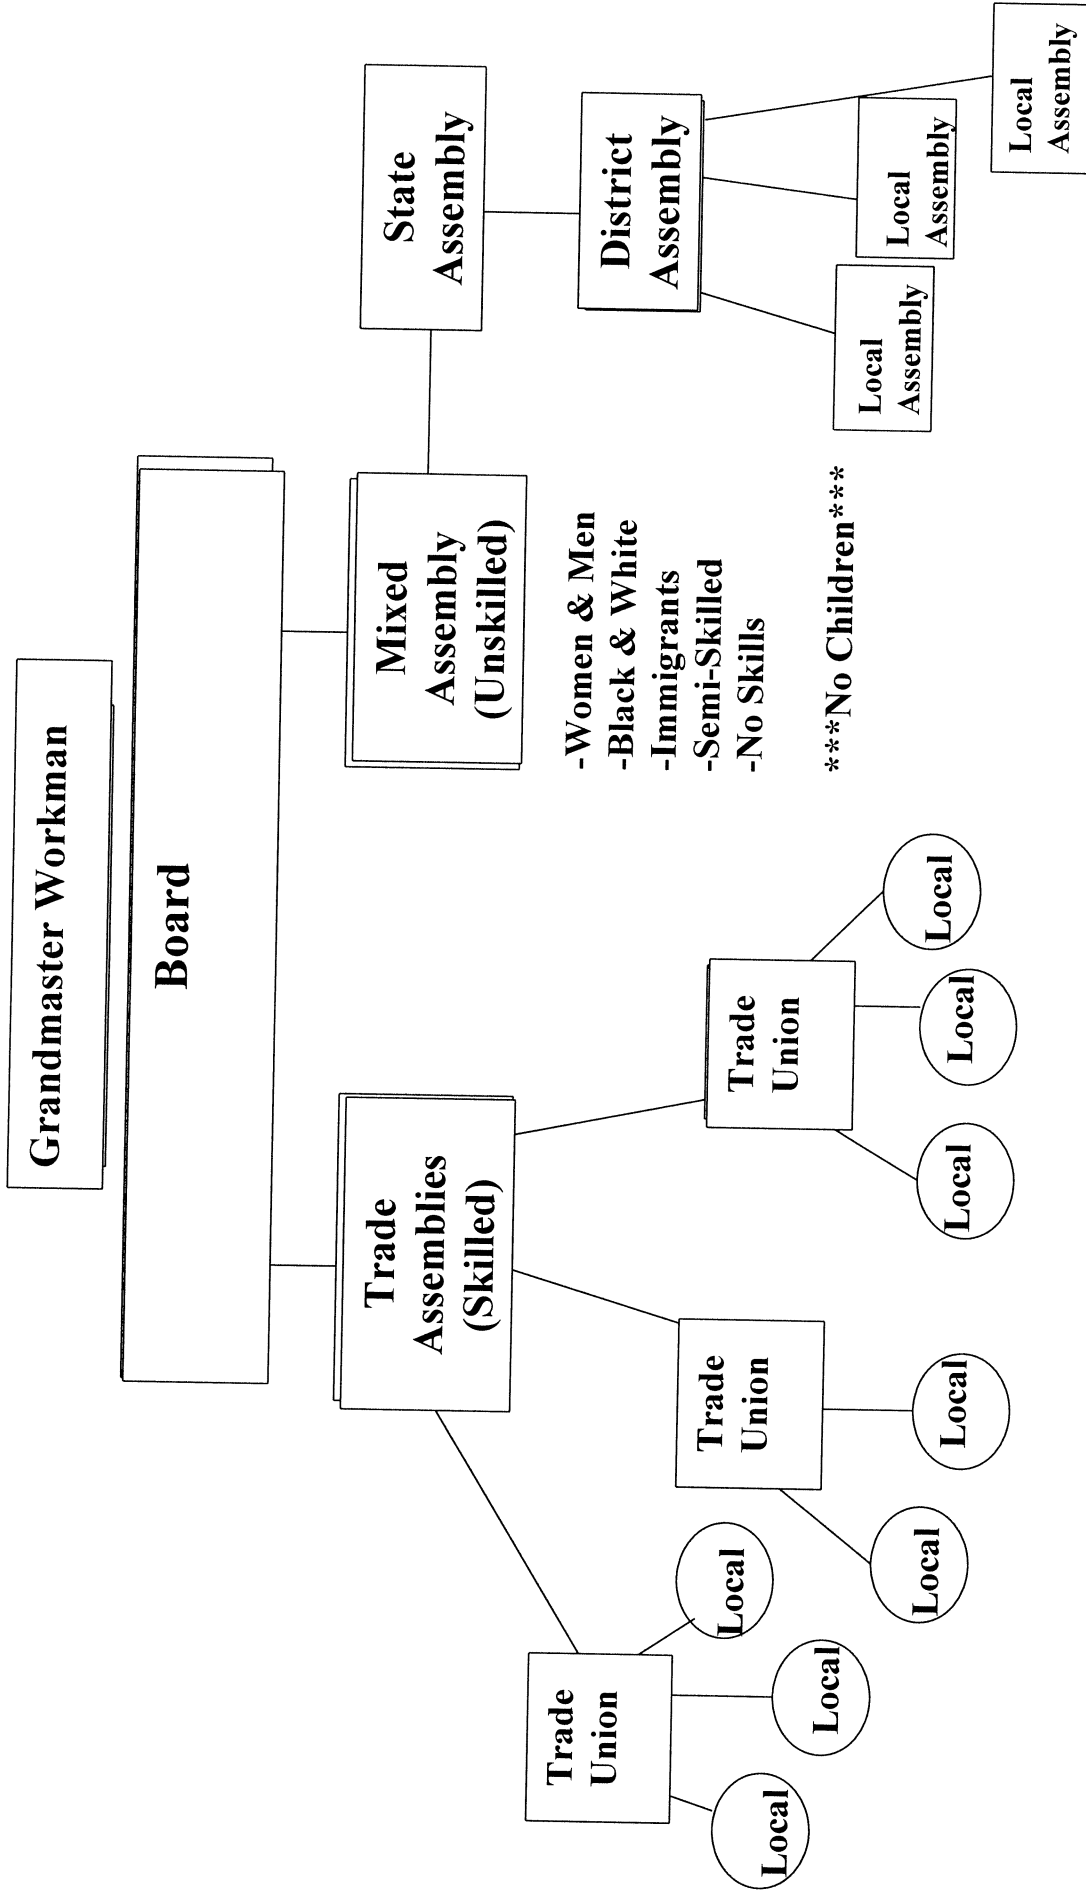 Grandmaster Workman
Board
Trade
Assemblies
(Skilled)
Mixed
Assembly
(Unskilled)
State
Assembly
-Women & Men
-Black & White
-Immigrants
-Semi-Skilled
-No Skills
***No Children***
District
Assembly
Trade
Union
Trade
Union
Trade
Union
Local
Local
Local
Local
Local
Local
Local
Local
Local
Assembly
Local
Assembly
Local
Assembly